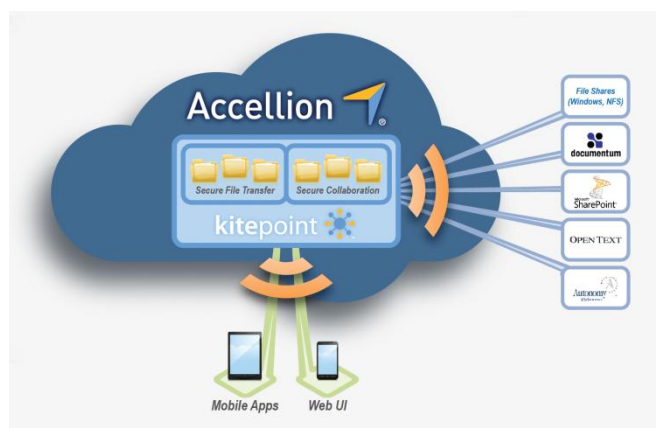 Accellion
®
Secure File Transfer
Secure Collaboration
kitepoint
File Shares
(Windows, NFS)
documentum
Microsoft
SharePoint
OPEN TEXT
Autonomy
Mobile Apps
Web UI